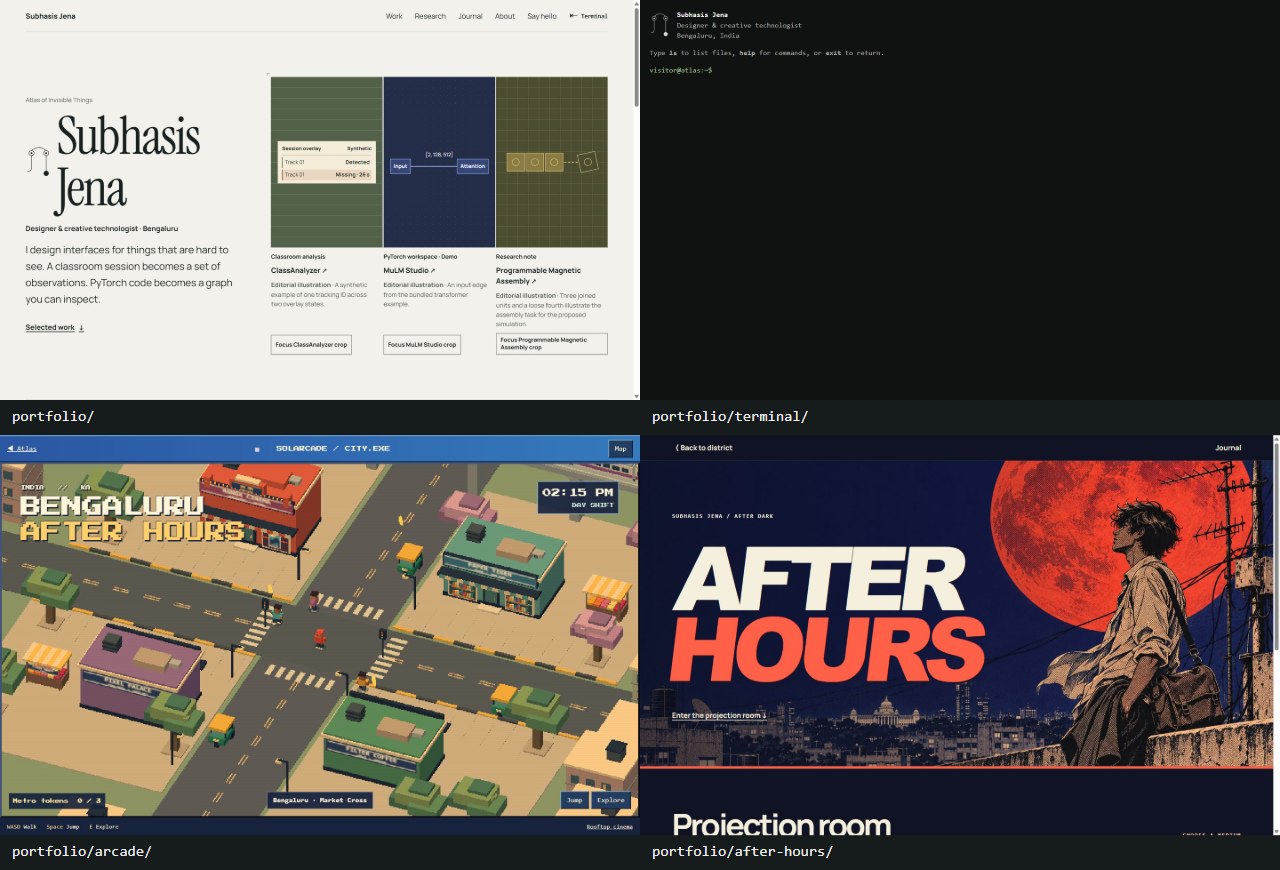 Subhasis Jena
Work Research Journal About Say hello Terminal
Atlas of Invisible Things
Subhasis
Jena
Designer & creative technologist · Bengaluru
I design interfaces for things that are hard to
see. A classroom session becomes a set of
observations. PyTorch code becomes a graph
you can inspect.
Selected work ↓
Session overlay Synthetic
Track 01 Detected
Track 01 Missing · 26 s
Input
[2, 128, 512]
Attention
Classroom analysis
ClassAnalyzer ↗
Editorial illustration · A synthetic
example of one tracking ID across
two overlay states.
Focus ClassAnalyzer crop
PyTorch workspace · Demo
MuLM Studio ↗
Editorial illustration · An input edge
from the bundled transformer
example.
Focus MuLM Studio crop
Research note
Programmable Magnetic
Assembly ↗
Editorial illustration · Three joined
units and a loose fourth illustrate the
assembly task for the proposed
simulation.
Focus Programmable Magnetic
Assembly crop
portfolio/
Subhasis Jena
Designer & creative technologist
Bengaluru, India
Type ls to list files, help for commands, or exit to return.
visitor@atlas:~$
portfolio/terminal/
◀ Atlas
SOLARCADE / CITY.EXE
Map
INDIA // KA
BENGALURU
AFTER HOURS
02:15 PM
DAY SHIFT
PAPER TIGER
PIXEL PALACE
FILTER COFFEE
Metro tokens 0 / 3
Bengaluru · Market Cross
Jump Explore
WASD Walk Space Jump E Explore
Rooftop cinema
portfolio/arcade/
⟨ Back to district
Journal
SUBHASIS JENA / AFTER DARK
AFTER
HOURS
Enter the projection room ↓
Projection room
portfolio/after-hours/